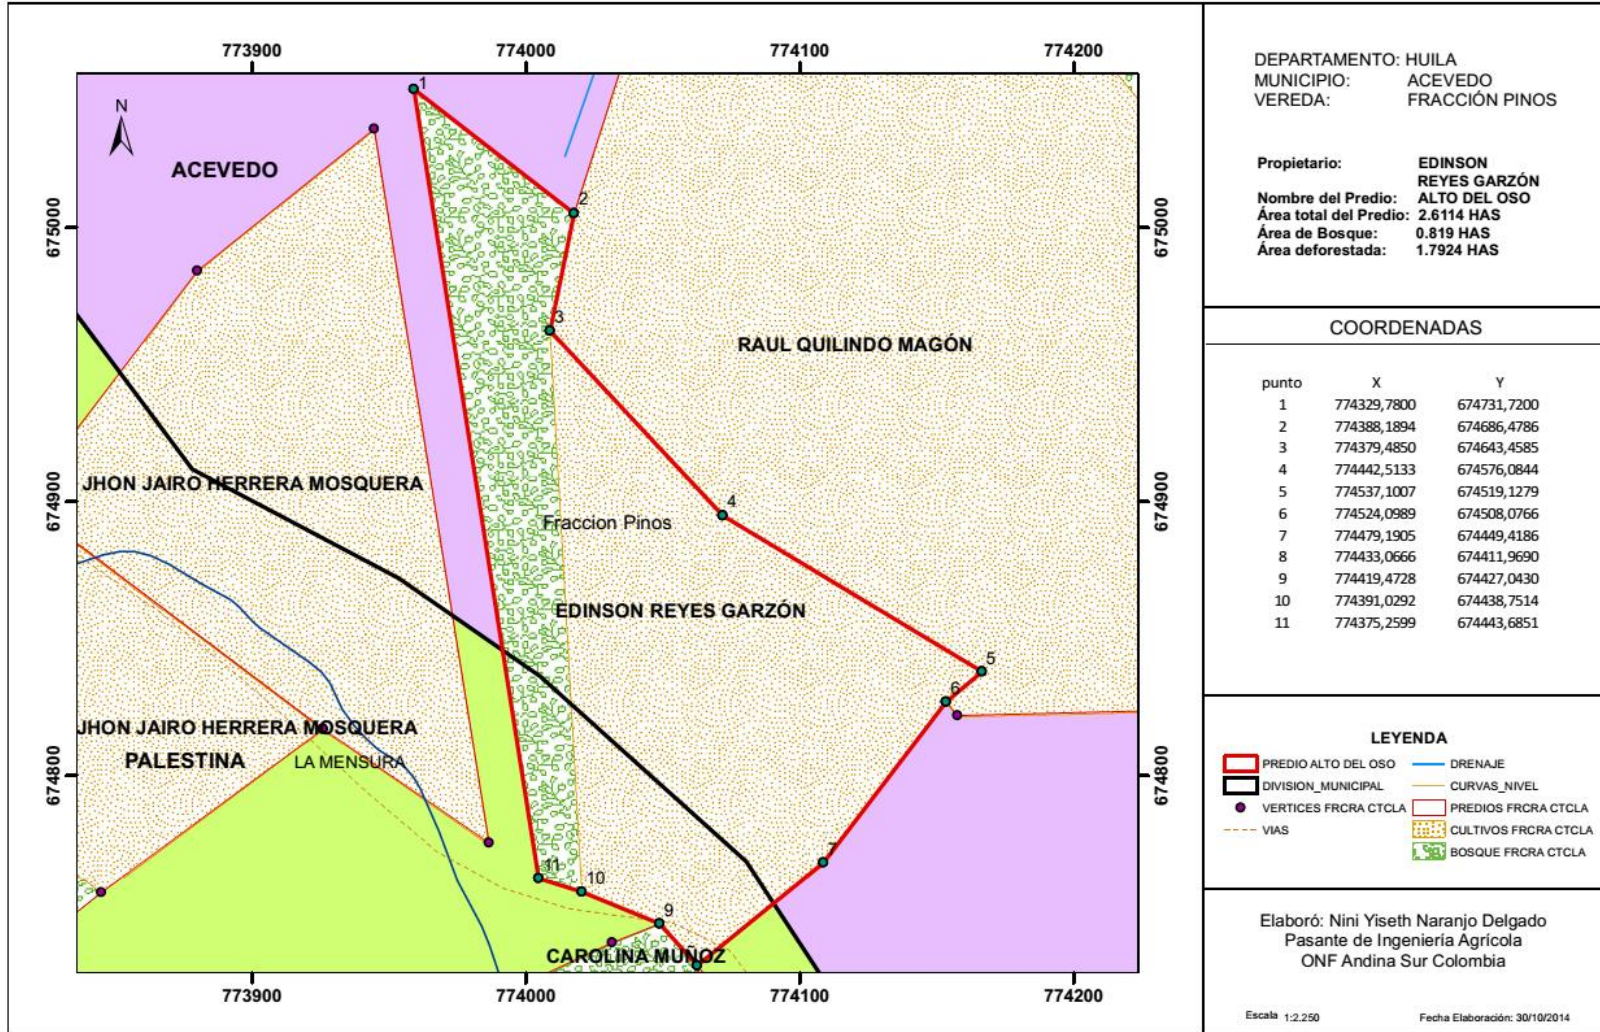 773900 774000 774100 774200
N
1
ACEVEDO
2
675000 675000
3
RAUL QUILINDO MAGÓN
JHON JAIRO HERRERA MOSQUERA
674900 674900
4
Fraccion Pinos
EDINSON REYES GARZÓN
5
6
JHON JAIRO HERRERA MOSQUERA
PALESTINA
LA MENSURA
674800 674800
7
11
10
9
CAROLINA MUÑOZ
773900 774000 774100 774200
DEPARTAMENTO: HUILA
MUNICIPIO: ACEVEDO
VEREDA: FRACCIÓN PINOS
Propietario: EDINSON
REYES GARZÓN
Nombre del Predio: ALTO DEL OSO
Área total del Predio: 2.6114 HAS
Área de Bosque: 0.819 HAS
Área deforestada: 1.7924 HAS
COORDENADAS
punto X Y
1 774329,7800 674731,7200
2 774388,1894 674686,4786
3 774379,4850 674643,4585
4 774442,5133 674576,0844
5 774537,1007 674519,1279
6 774524,0989 674508,0766
7 774479,1905 674449,4186
8 774433,0666 674411,9690
9 774419,4728 674427,0430
10 774391,0292 674438,7514
11 774375,2599 674443,6851
LEYENDA
PREDIO ALTO DEL OSO DRENAJE
DIVISION_MUNICIPAL CURVAS_NIVEL
VERTICES FRCRA CTCLA PREDIOS FRCRA CTCLA
VIAS CULTIVOS FRCRA CTCLA
BOSQUE FRCRA CTCLA
Elaboró: Nini Yiseth Naranjo Delgado
Pasante de Ingeniería Agrícola
ONF Andina Sur Colombia
Escala 1:2.250 Fecha Elaboración: 30/10/2014